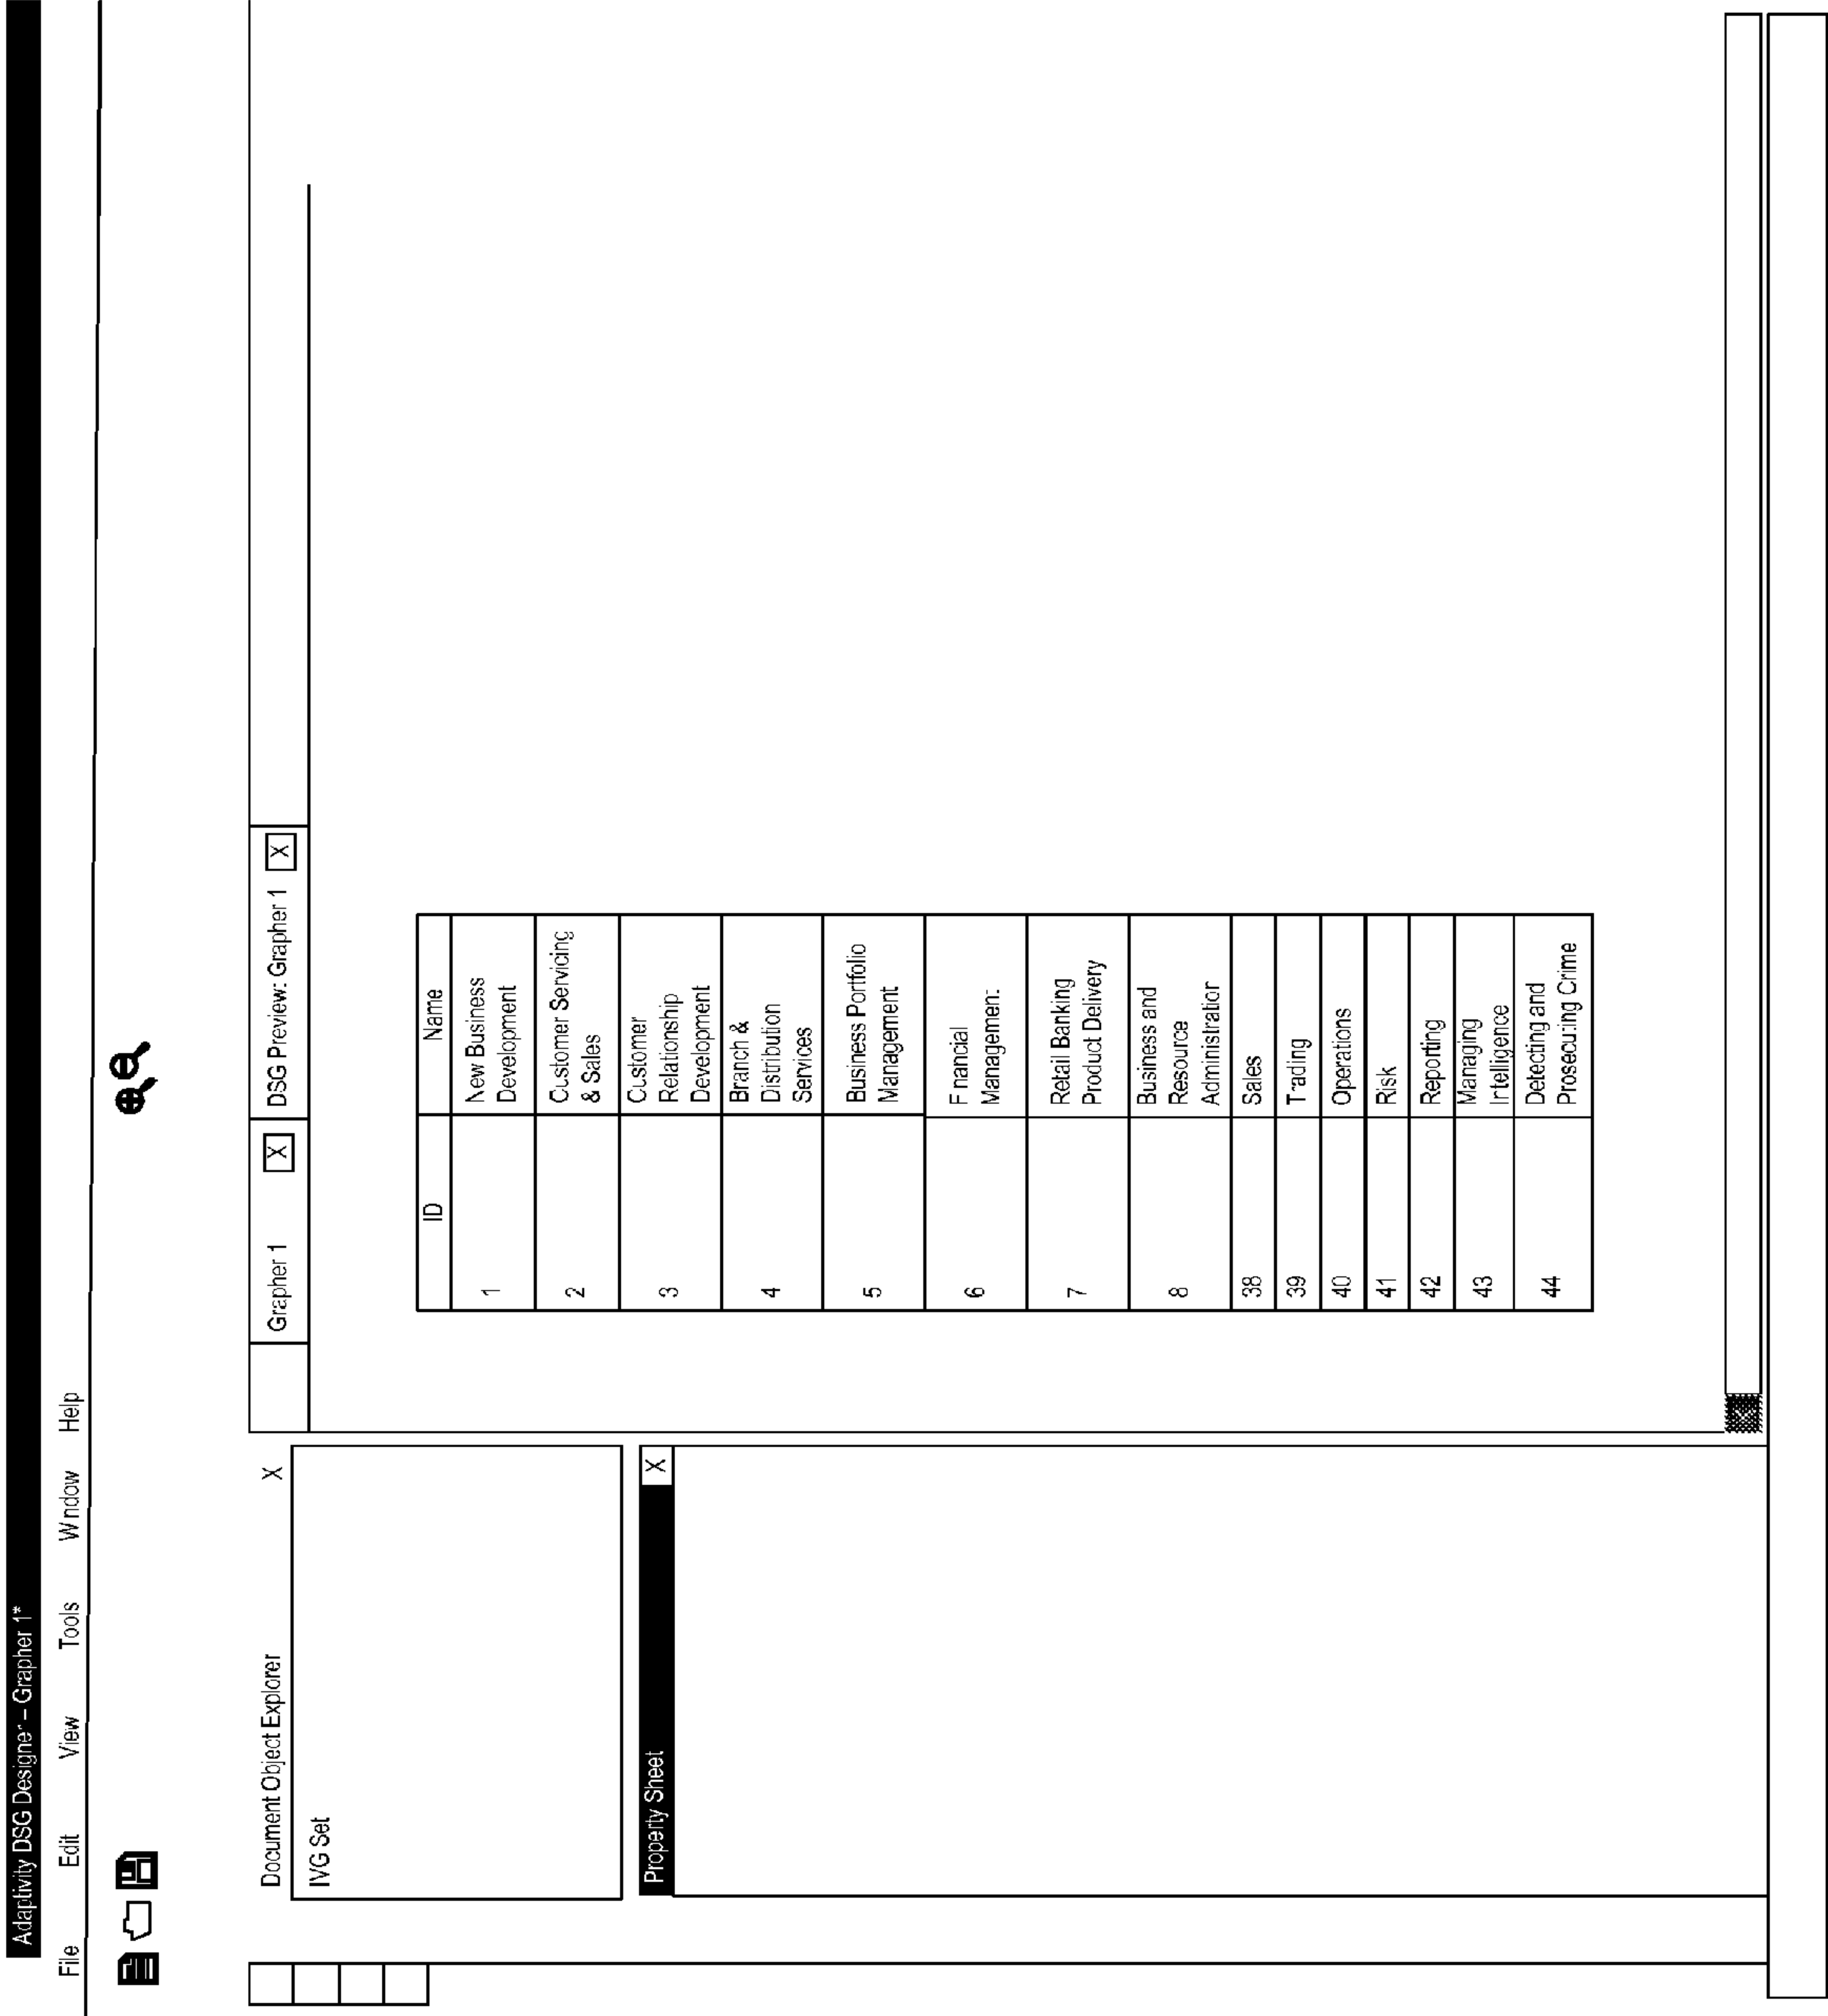 Adaptivity DSG Designer – Grapher 1*
File Edit View Tools Window Help
Document Object Explorer X
IVG Set
Property Sheet X
Grapher 1 X DSG Preview: Grapher 1 X
ID Name
1 New Business
Development
2 Customer Servicing
& Sales
3 Customer
Relationship
Development
4 Branch &
Distribution
Services
5 Business Portfolio
Management
6 Financial
Management
7 Retail Banking
Product Delivery
8 Business and
Resource
Administration
38 Sales
39 Trading
40 Operations
41 Risk
42 Reporting
43 Managing
Intelligence
44 Detecting and
Prosecuting Crime